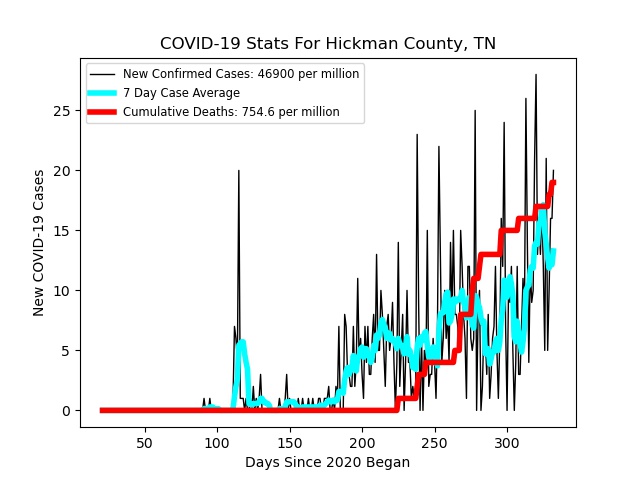 COVID-19 Stats For Hickman County, TN
New Confirmed Cases: 46900 per million
7 Day Case Average
Cumulative Deaths: 754.6 per million
New COVID-19 Cases
25
20
15
10
5
0
50 100 150 200 250 300
Days Since 2020 Began